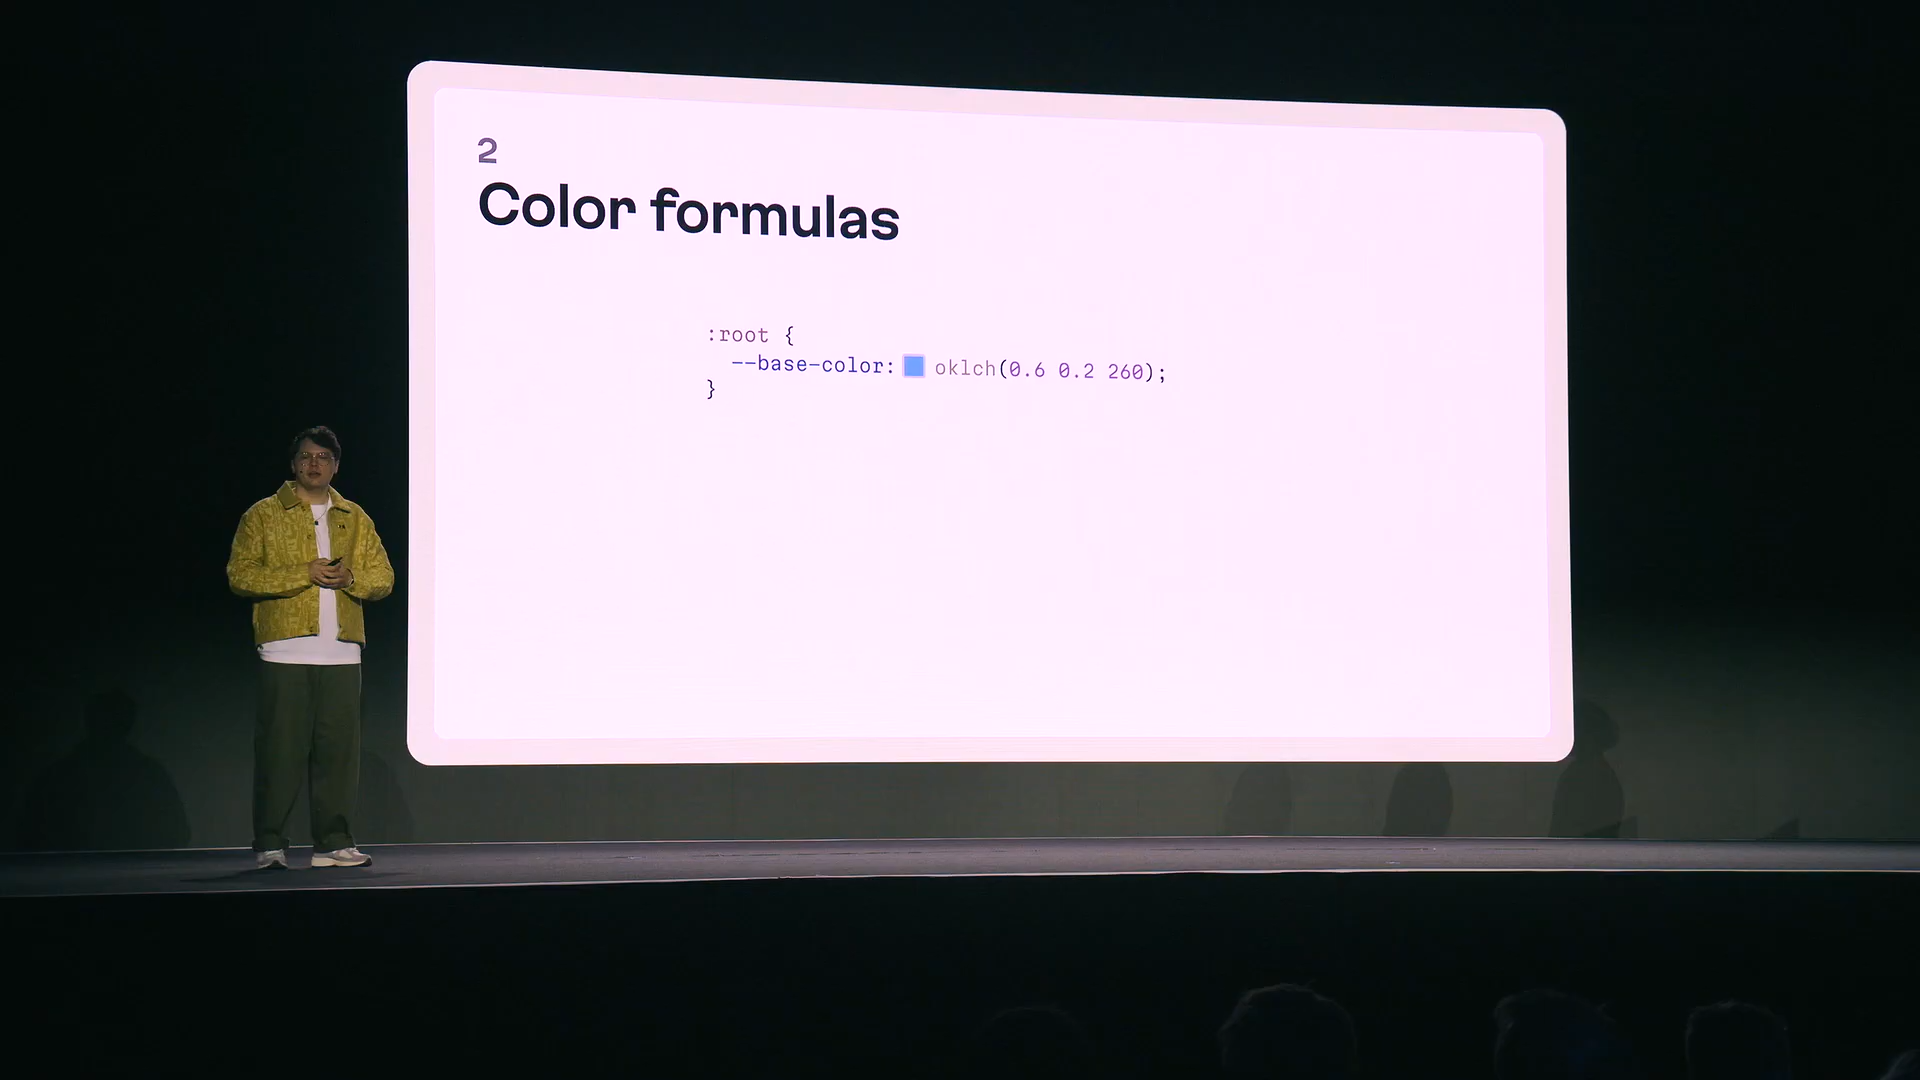 2
Color formulas
:root {
--base-color: oklch(0.6 0.2 260);
}